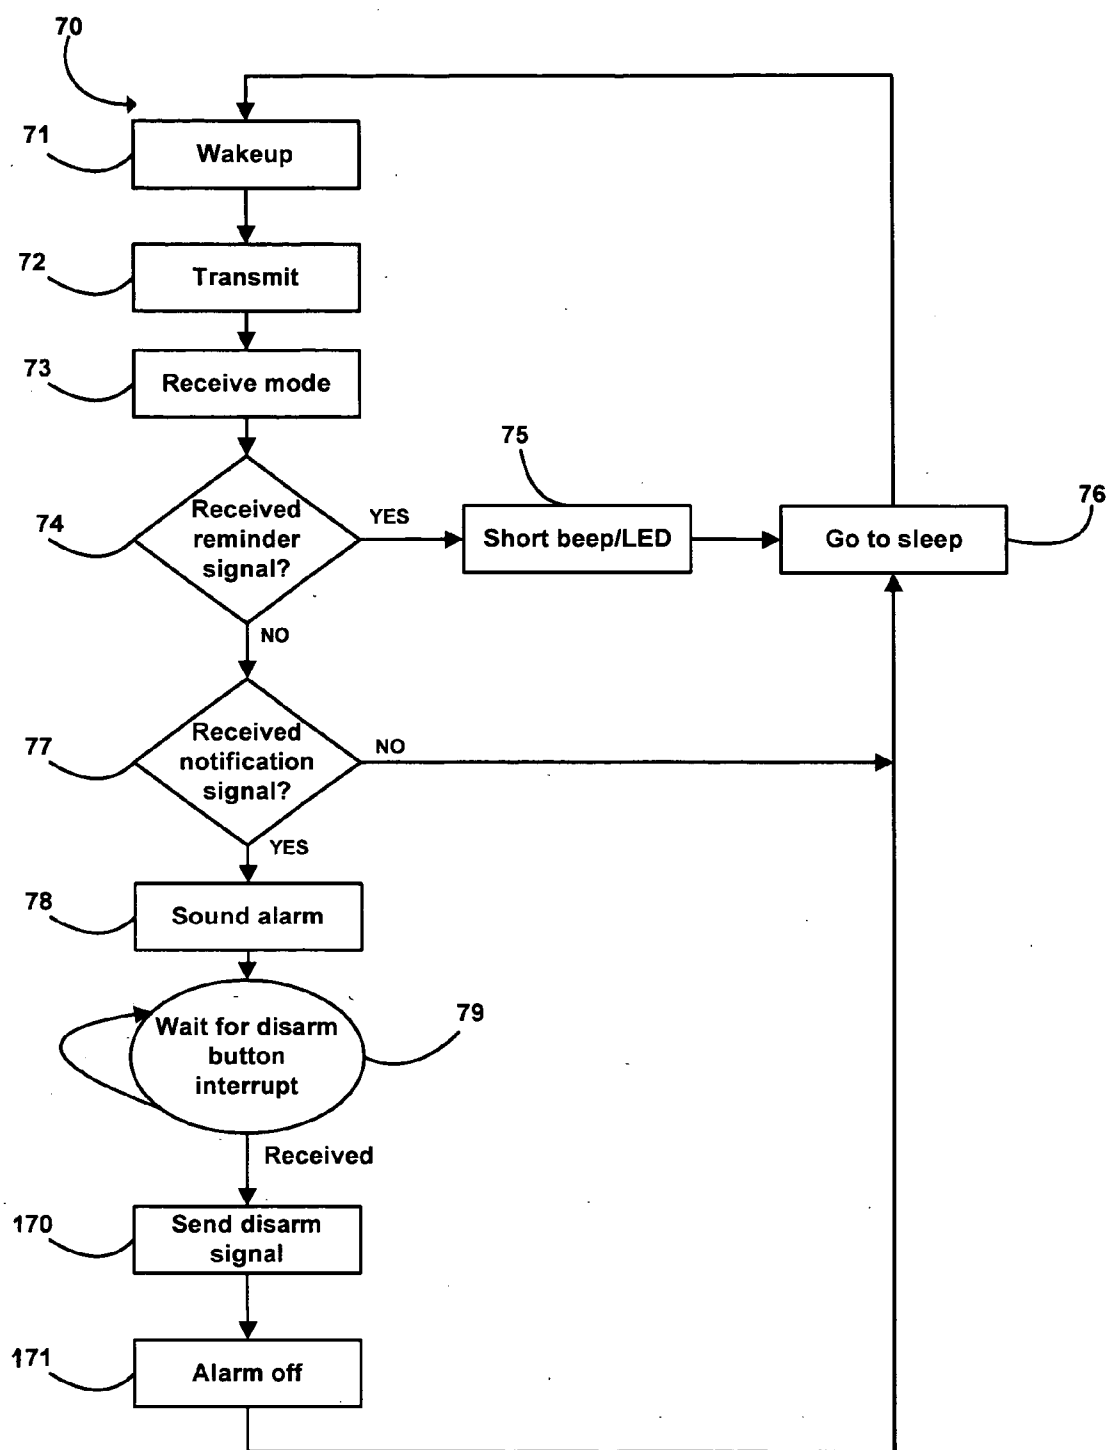 70
71
Wakeup
72
Transmit
73
Receive mode
75
74
Received
reminder
signal?
YES
Short beep/LED
Go to sleep
76
NO
77
Received
notification
signal?
NO
YES
78
Sound alarm
Wait for disarm
button
interrupt
79
Received
170
Send disarm
signal
171
Alarm off